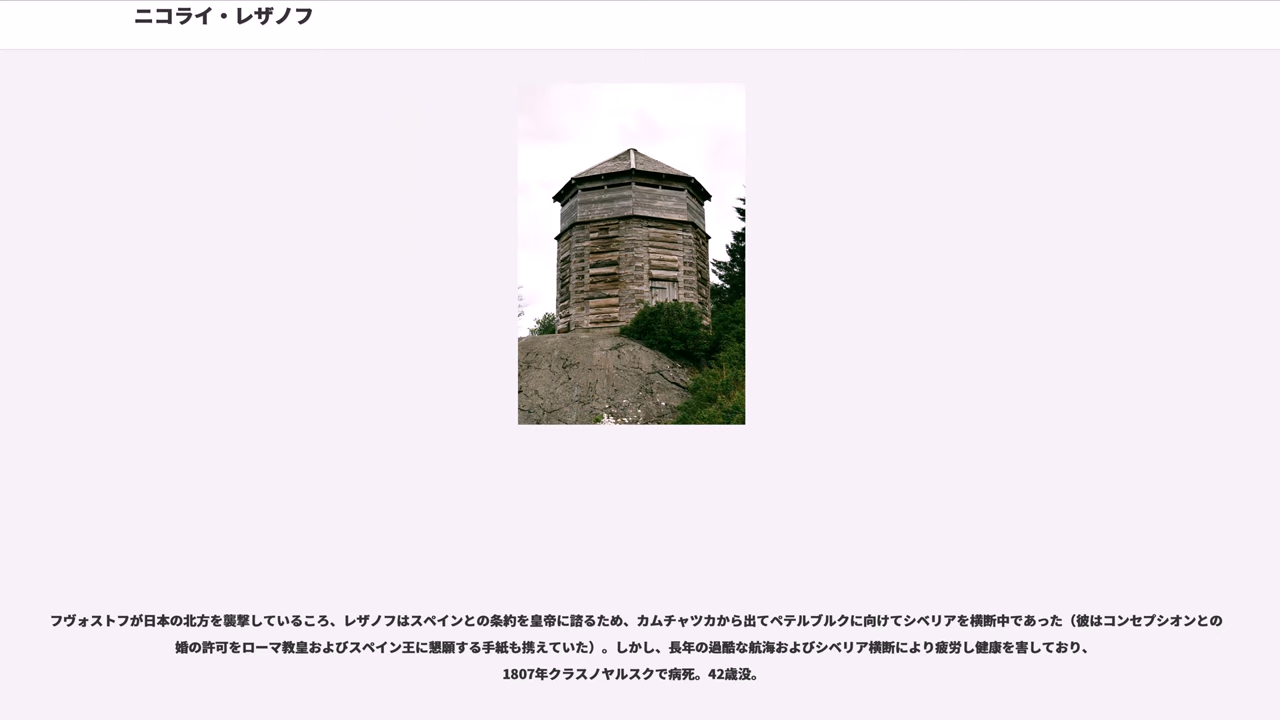 ニコライ・レザノフ
フヴォストフが日本の北方を襲撃しているころ、レザノフはスペインとの条約を皇帝に諮るため、カムチャツカから出てペテルブルクに向けてシベリアを横断中であった（彼はコンセプシオンとの
婚の許可をローマ教皇およびスペイン王に懇願する手紙も携えていた）。しかし、長年の過酷な航海およびシベリア横断により疲労し健康を害しており、
1807年クラスノヤルスクで病死。42歳没。